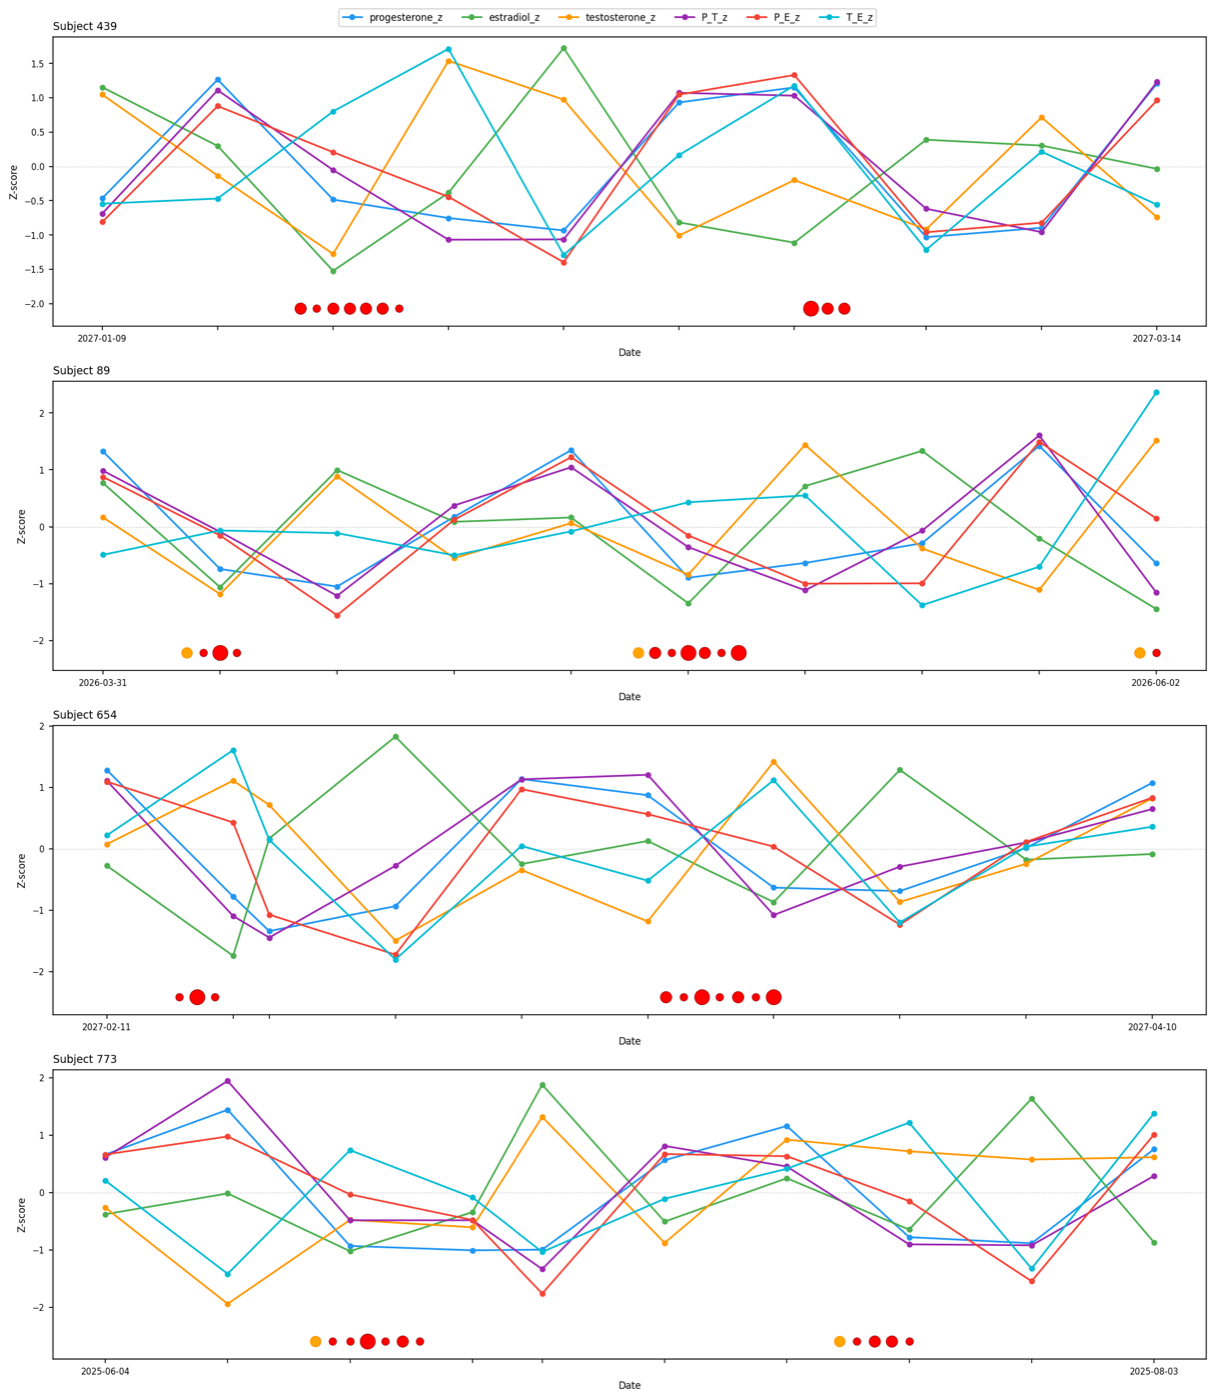 progesterone_z estradiol_z testosterone_z P_T_z P_E_z T_E_z
Subject 439
Z-score
1.5
1.0
0.5
0.0
−0.5
−1.0
−1.5
−2.0
2027-01-09 2027-03-14
Date
Subject 89
Z-score
2
1
0
−1
−2
2026-03-31 2026-06-02
Date
Subject 654
Z-score
2
1
0
−1
−2
2027-02-11 2027-04-10
Date
Subject 773
Z-score
2
1
0
−1
−2
2025-06-04 2025-08-03
Date